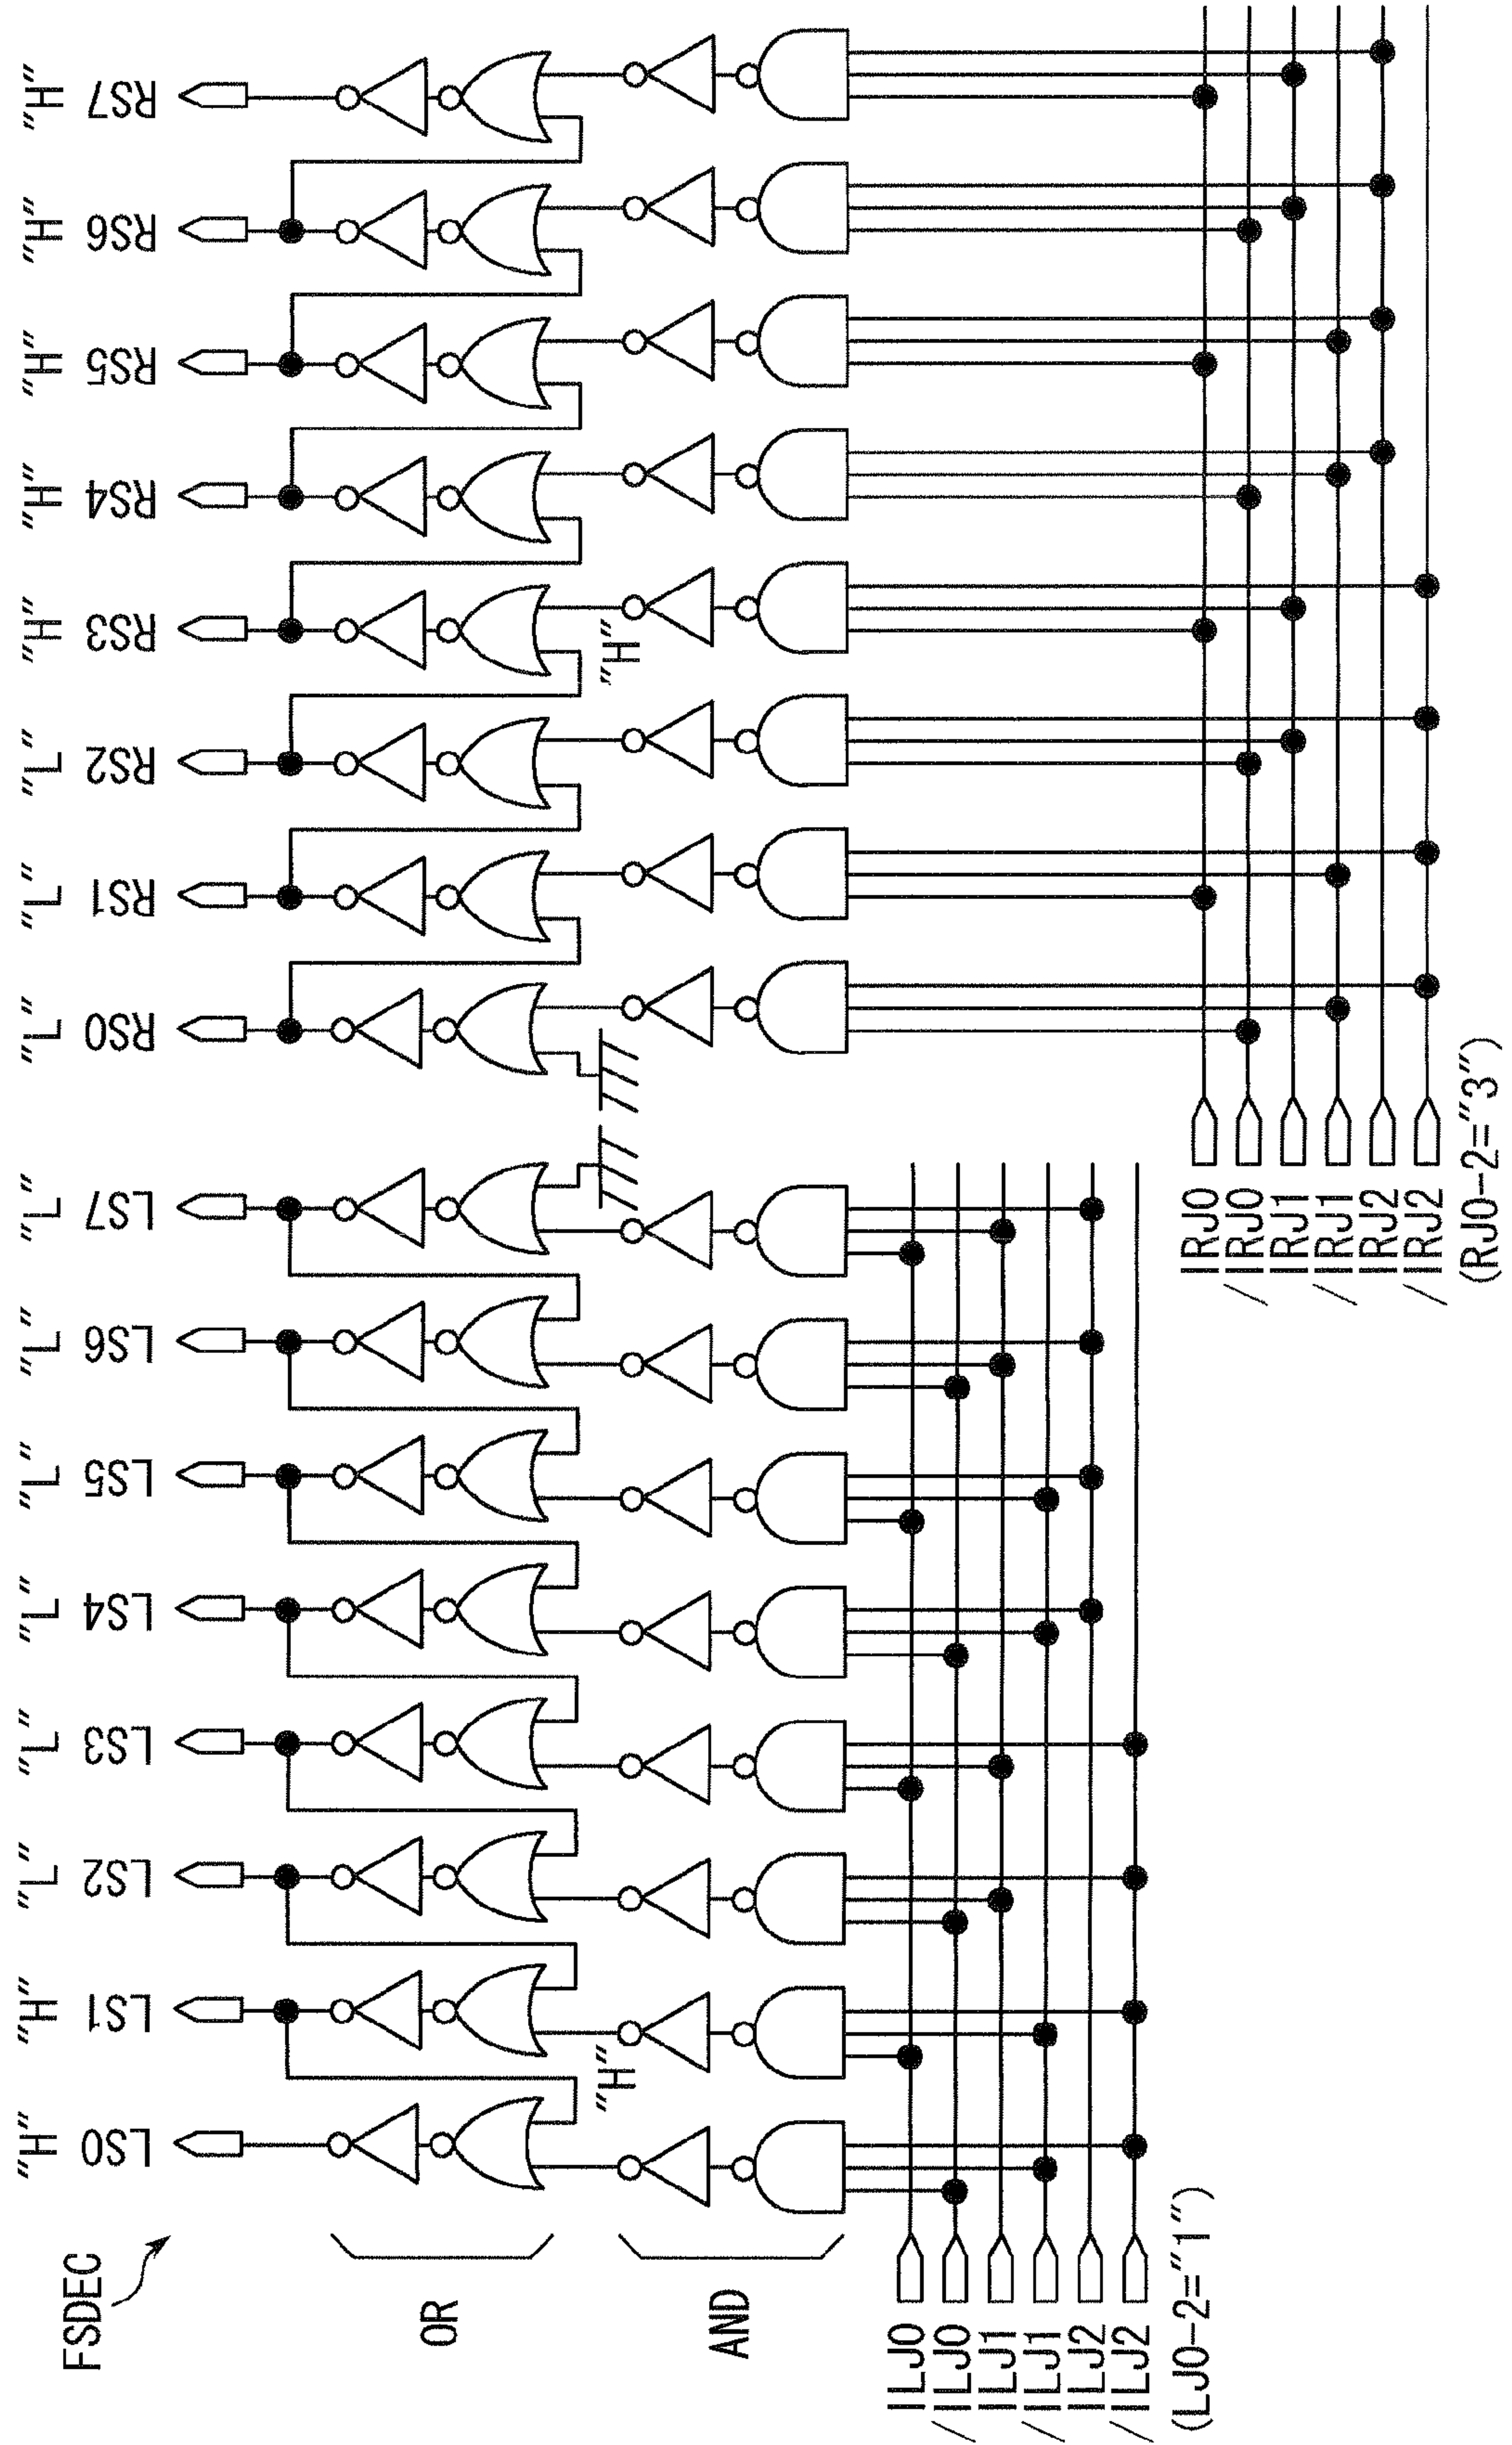 FSDEC
"H" "H" "L" "L" "L" "L" "L" "L" "L" "L" "L" "H" "H" "H" "H" "H"
LS0 LS1 LS2 LS3 LS4 LS5 LS6 LS7 RS0 RS1 RS2 RS3 RS4 RS5 RS6 RS7
OR
"H" "H"
AND
ILJ0
/ILJ0
ILJ1
/ILJ1
ILJ2
/ILJ2
(LJ0-2="1")
IRJ0
/IRJ0
IRJ1
/IRJ1
IRJ2
/IRJ2
(RJ0-2="3")